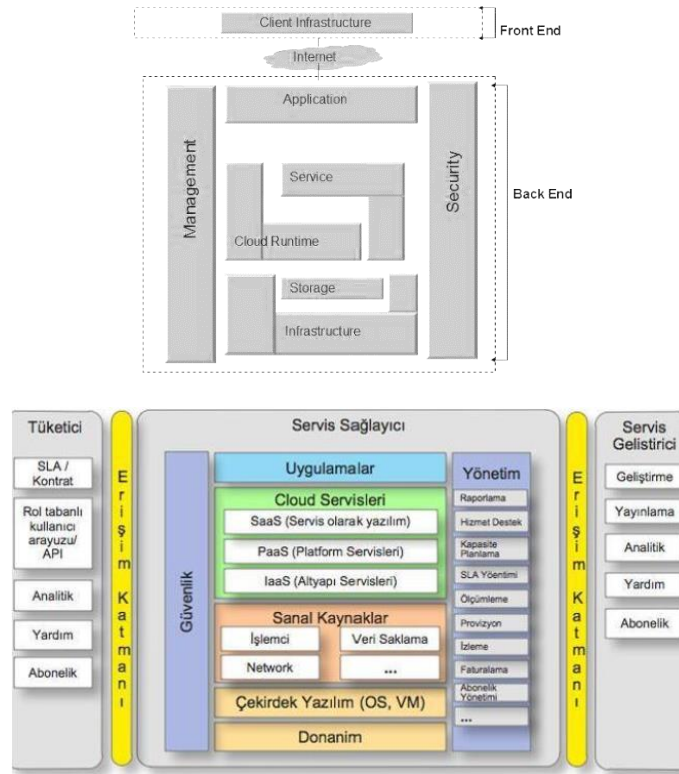 Client Infrastructure
Front End
Internet
Application
Management
Security
Service
Back End
Cloud Runtime
Storage
Infrastructure
Tüketici
SLA /
Kontrat
Rol tabanlı
kullanıcı
arayuzu/
API
Analitik
Yardım
Abonelik
Erişim Katmanı
Servis Sağlayıcı
Güvenlik
Uygulamalar
Cloud Servisleri
SaaS (Servis olarak yazılım)
PaaS (Platform Servisleri)
IaaS (Altyapı Servisleri)
Sanal Kaynaklar
İşlemci
Veri Saklama
Network
...
Çekirdek Yazılım (OS, VM)
Donanim
Yönetim
Raporlama
Hizmet Destek
Kapasite
Planlama
SLA Yöentimi
Ölçümleme
Provizyon
İzleme
Faturalama
Abonelik
Yönetimi
...
Erişim Katmanı
Servis
Gelistirici
Geliştirme
Yayınlama
Analitik
Yardım
Abonelik